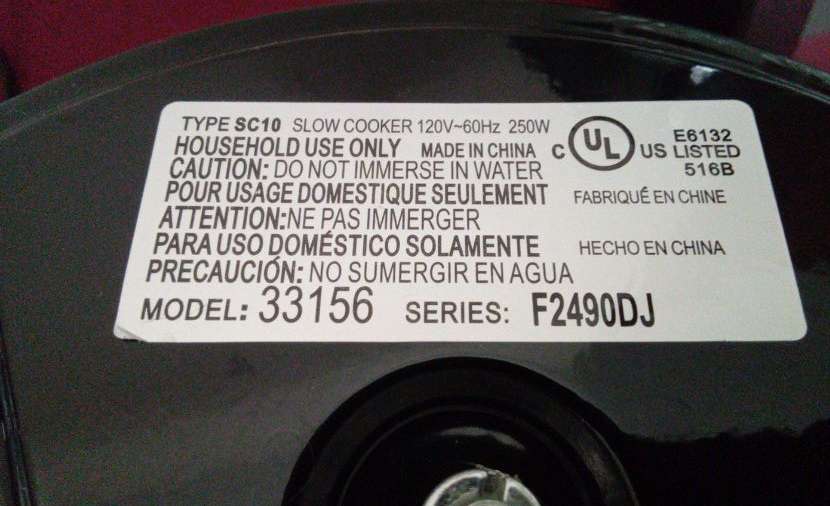 TYPE SC10 SLOW COOKER 120V~60Hz 250W
HOUSEHOLD USE ONLY MADE IN CHINA
CAUTION: DO NOT IMMERSE IN WATER
C UL US LISTED
E6132
516B
POUR USAGE DOMESTIQUE SEULEMENT FABRIQUÉ EN CHINE
ATTENTION:NE PAS IMMERGER
PARA USO DOMÉSTICO SOLAMENTE HECHO EN CHINA
PRECAUCIÓN: NO SUMERGIR EN AGUA
MODEL: 33156 SERIES: F2490DJ